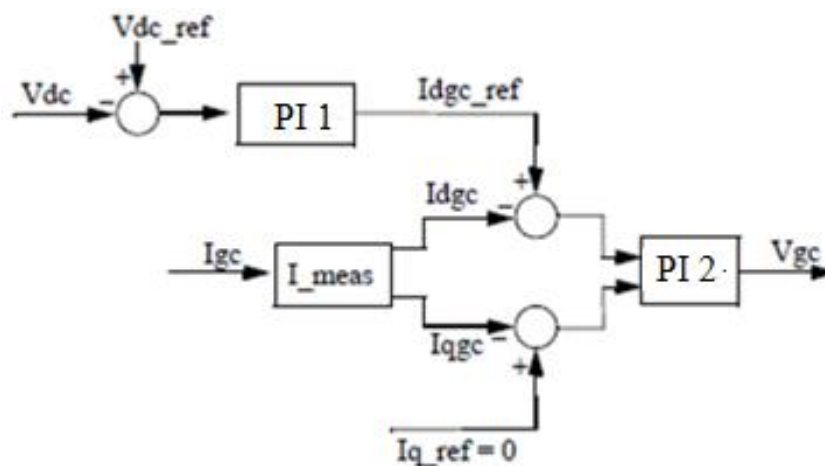 Vdc_ref
+
Vdc
−
PI 1
Idgc_ref
+
Idgc
−
Igc
I_meas
PI 2
Vgc
Iqgc
−
+
Iq_ref = 0